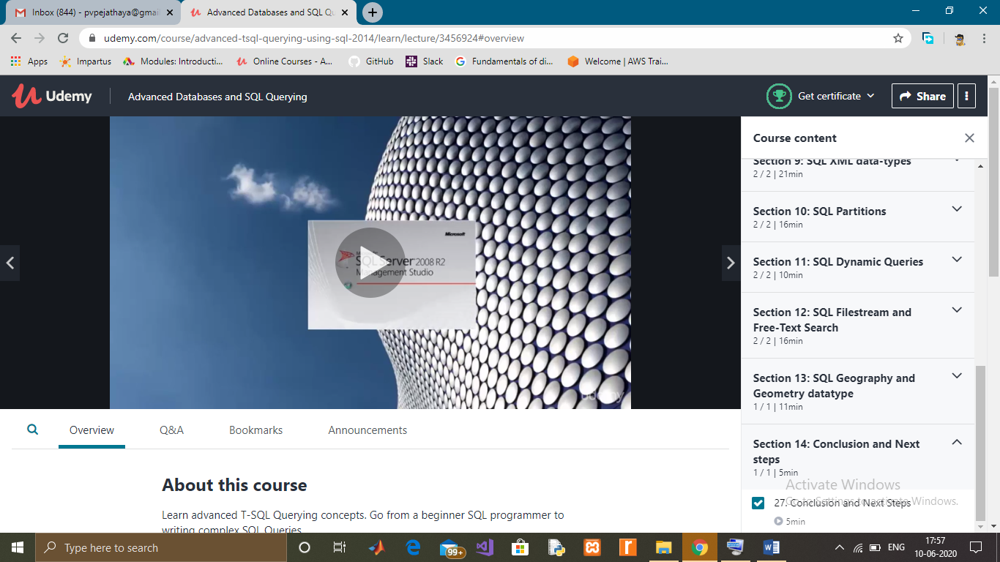 Inbox (844) - pvpejathaya@gmai
Advanced Databases and SQL Qu
udemy.com/course/advanced-tsql-querying-using-sql-2014/learn/lecture/3456924#overview
Apps
Impartus
Modules: Introducti...
Online Courses - A...
GitHub
Slack
Fundamentals of di...
Welcome | AWS Trai...
Udemy
Advanced Databases and SQL Querying
Get certificate
Share
Microsoft
SQL Server 2008 R2
Management Studio
udemy
Course content
Section 9: SQL XML data-types
2 / 2 | 21min
Section 10: SQL Partitions
2 / 2 | 16min
Section 11: SQL Dynamic Queries
2 / 2 | 10min
Section 12: SQL Filestream and
Free-Text Search
2 / 2 | 16min
Section 13: SQL Geography and
Geometry datatype
1 / 1 | 11min
Section 14: Conclusion and Next
steps
1 / 1 | 5min
27. Conclusion and Next Steps
5min
Activate Windows
Go to Settings to activate Windows.
Overview
Q&A
Bookmarks
Announcements
About this course
Learn advanced T-SQL Querying concepts. Go from a beginner SQL programmer to
writing complex SQL Queries
Type here to search
99+
ENG
17:57
10-06-2020